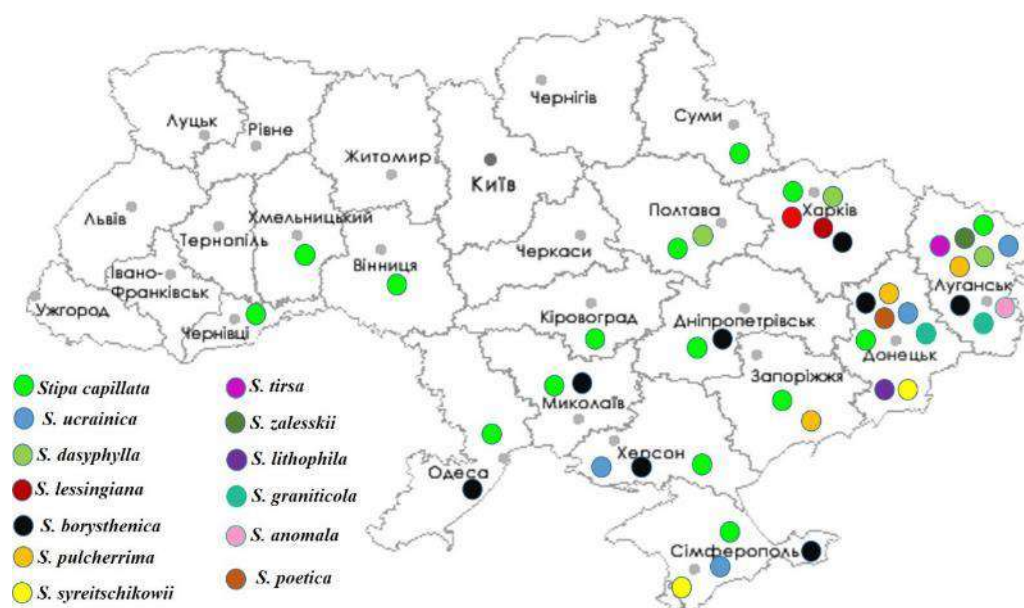 Чернігів
Суми
Луцьк
Рівне
Житомир
Київ
Львів
Тернопіль
Хмельницький
Вінниця
Черкаси
Полтава
Харків
Івано-
Франківськ
Ужгород
Чернівці
Кіровоград
Дніпропетрівськ
Луганськ
Донецьк
Запоріжжя
Миколаїв
Херсон
Одеса
Сімферополь
Stipa capillata
S. ucrainica
S. dasyphylla
S. lessingiana
S. borysthenica
S. pulcherrima
S. syreitschikowii
S. tirsa
S. zalesskii
S. lithophila
S. graniticola
S. anomala
S. poetica